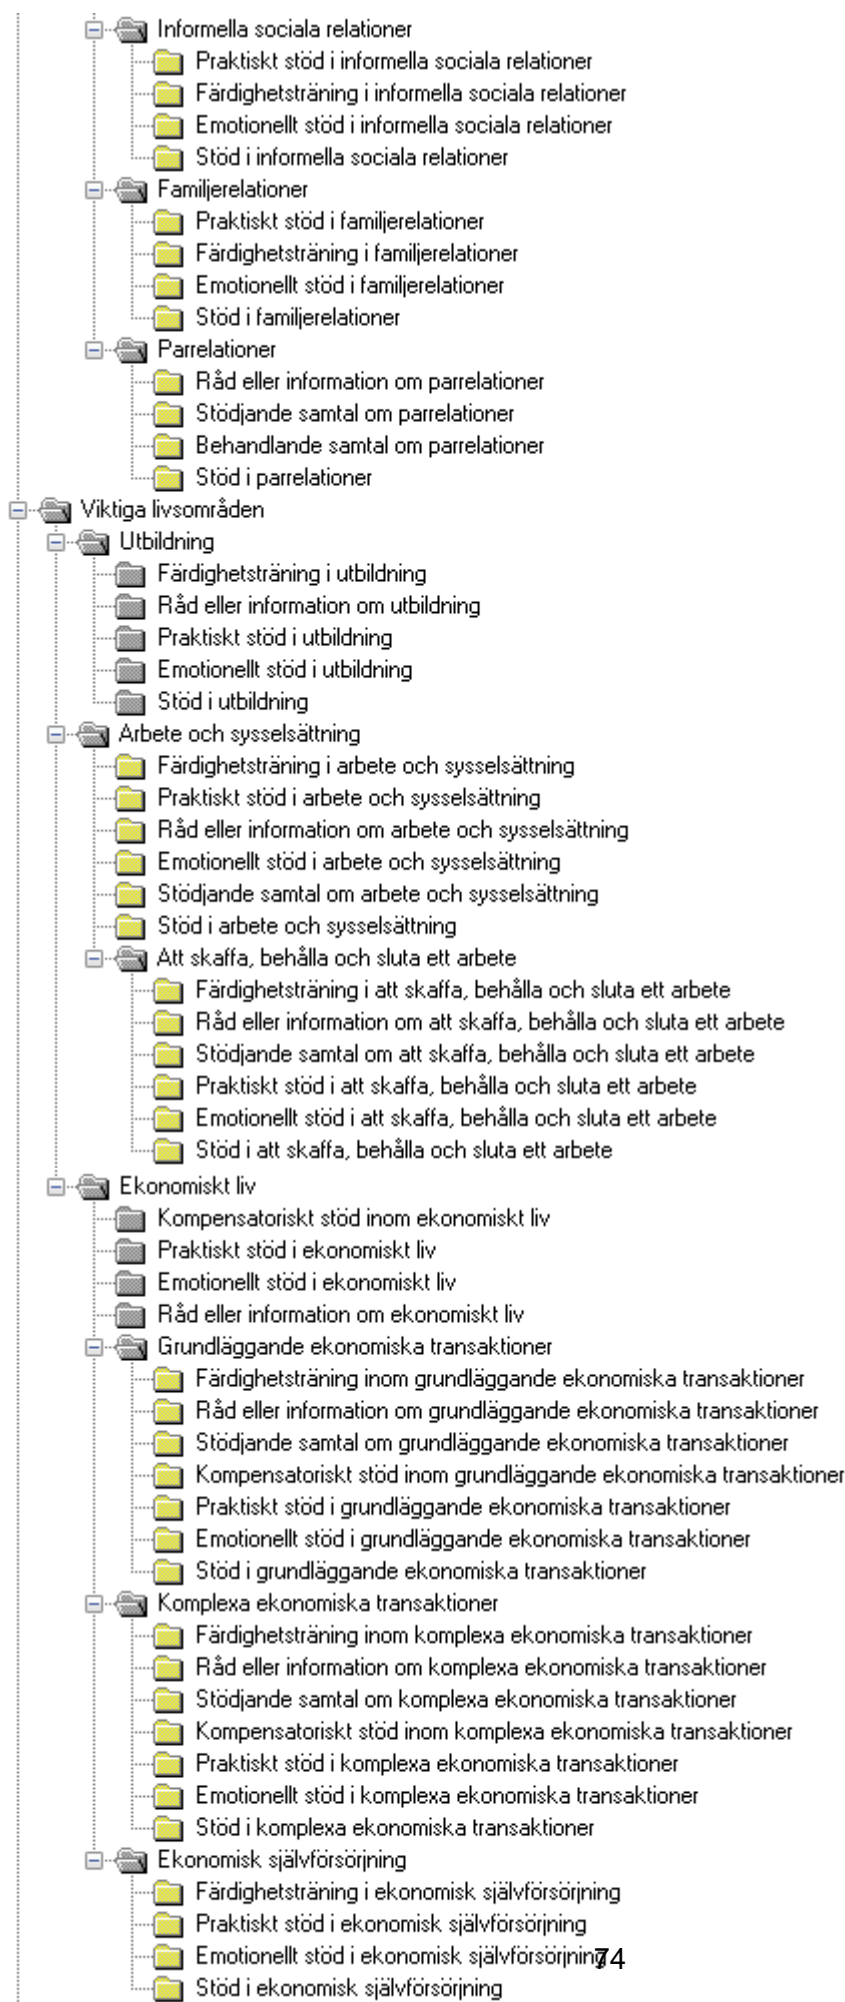 Informella sociala relationer
Praktiskt stöd i informella sociala relationer
Färdighetsträning i informella sociala relationer
Emotionellt stöd i informella sociala relationer
Stöd i informella sociala relationer
Familjerelationer
Praktiskt stöd i familjerelationer
Färdighetsträning i familjerelationer
Emotionellt stöd i familjerelationer
Stöd i familjerelationer
Parrelationer
Råd eller information om parrelationer
Stödjande samtal om parrelationer
Behandlande samtal om parrelationer
Stöd i parrelationer
Viktiga livsområden
Utbildning
Färdighetsträning i utbildning
Råd eller information om utbildning
Praktiskt stöd i utbildning
Emotionellt stöd i utbildning
Stöd i utbildning
Arbete och sysselsättning
Färdighetsträning i arbete och sysselsättning
Praktiskt stöd i arbete och sysselsättning
Råd eller information om arbete och sysselsättning
Emotionellt stöd i arbete och sysselsättning
Stödjande samtal om arbete och sysselsättning
Stöd i arbete och sysselsättning
Att skaffa, behålla och sluta ett arbete
Färdighetsträning i att skaffa, behålla och sluta ett arbete
Råd eller information om att skaffa, behålla och sluta ett arbete
Stödjande samtal om att skaffa, behålla och sluta ett arbete
Praktiskt stöd i att skaffa, behålla och sluta ett arbete
Emotionellt stöd i att skaffa, behålla och sluta ett arbete
Stöd i att skaffa, behålla och sluta ett arbete
Ekonomiskt liv
Kompensatoriskt stöd inom ekonomiskt liv
Praktiskt stöd i ekonomiskt liv
Emotionellt stöd i ekonomiskt liv
Råd eller information om ekonomiskt liv
Grundläggande ekonomiska transaktioner
Färdighetsträning inom grundläggande ekonomiska transaktioner
Råd eller information om grundläggande ekonomiska transaktioner
Stödjande samtal om grundläggande ekonomiska transaktioner
Kompensatoriskt stöd inom grundläggande ekonomiska transaktioner
Praktiskt stöd i grundläggande ekonomiska transaktioner
Emotionellt stöd i grundläggande ekonomiska transaktioner
Stöd i grundläggande ekonomiska transaktioner
Komplexa ekonomiska transaktioner
Färdighetsträning inom komplexa ekonomiska transaktioner
Råd eller information om komplexa ekonomiska transaktioner
Stödjande samtal om komplexa ekonomiska transaktioner
Kompensatoriskt stöd inom komplexa ekonomiska transaktioner
Praktiskt stöd i komplexa ekonomiska transaktioner
Emotionellt stöd i komplexa ekonomiska transaktioner
Stöd i komplexa ekonomiska transaktioner
Ekonomisk självförsörjning
Färdighetsträning i ekonomisk självförsörjning
Praktiskt stöd i ekonomisk självförsörjning
Emotionellt stöd i ekonomisk självförsörjning 74
Stöd i ekonomisk självförsörjning